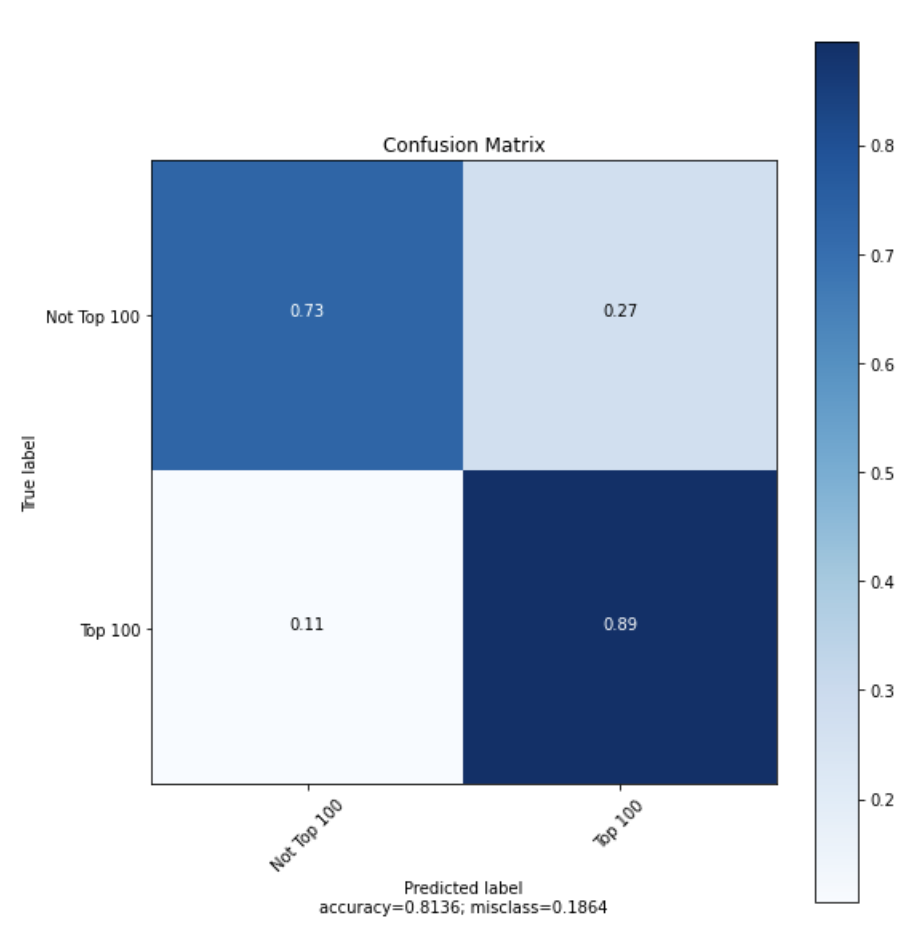 Confusion Matrix
Not Top 100
0.73
0.27
Top 100
0.11
0.89
True label
Not Top 100
Top 100
Predicted label
accuracy=0.8136; misclass=0.1864
0.8
0.7
0.6
0.5
0.4
0.3
0.2